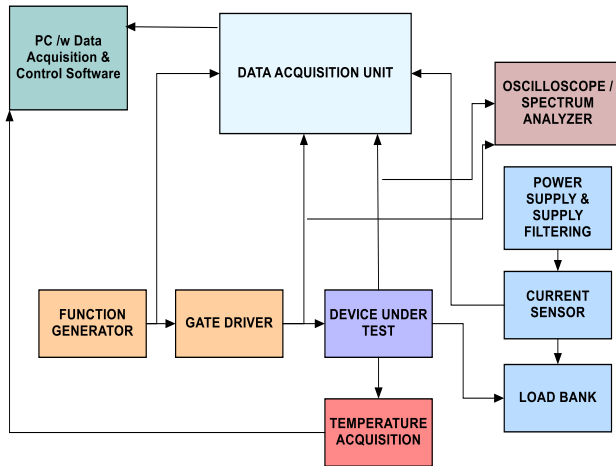 PC /w Data
Acquisition &
Control Software
DATA ACQUISITION UNIT
OSCILLOSCOPE /
SPECTRUM
ANALYZER
POWER
SUPPLY &
SUPPLY
FILTERING
FUNCTION
GENERATOR
GATE DRIVER
DEVICE UNDER
TEST
CURRENT
SENSOR
LOAD BANK
TEMPERATURE
ACQUISITION